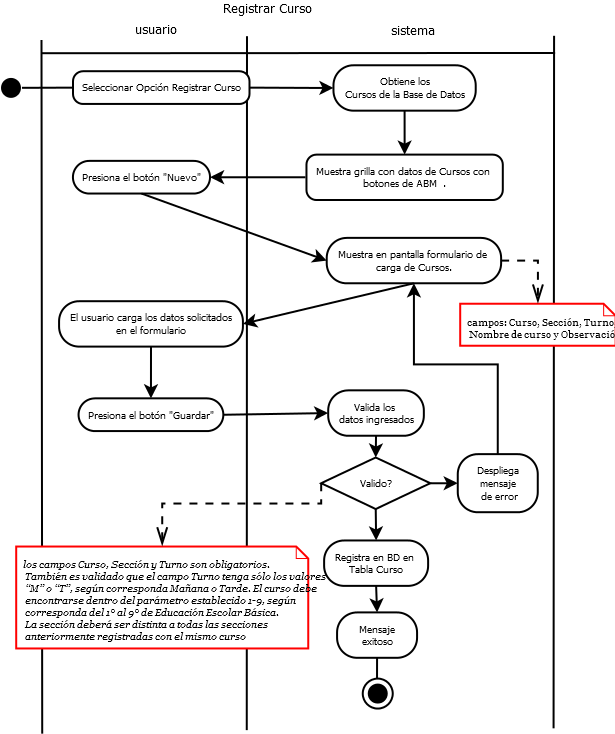 Registrar Curso
usuario
sistema
Seleccionar Opción Registrar Curso
Obtiene los
Cursos de la Base de Datos
Muestra grilla con datos de Cursos con
botones de ABM .
Presiona el botón "Nuevo"
Muestra en pantalla formulario de
carga de Cursos.
campos: Curso, Sección, Turno
Nombre de curso y Observació
El usuario carga los datos solicitados
en el formulario
Presiona el botón "Guardar"
Valida los
datos ingresados
Valido?
Despliega
mensaje
de error
los campos Curso, Sección y Turno son obligatorios.
También es validado que el campo Turno tenga sólo los valores
“M” o “T”, según corresponda Mañana o Tarde. El curso debe
encontrarse dentro del parámetro establecido 1-9, según
corresponda del 1° al 9° de Educación Escolar Básica.
La sección deberá ser distinta a todas las secciones
anteriormente registradas con el mismo curso
Registra en BD en
Tabla Curso
Mensaje
exitoso